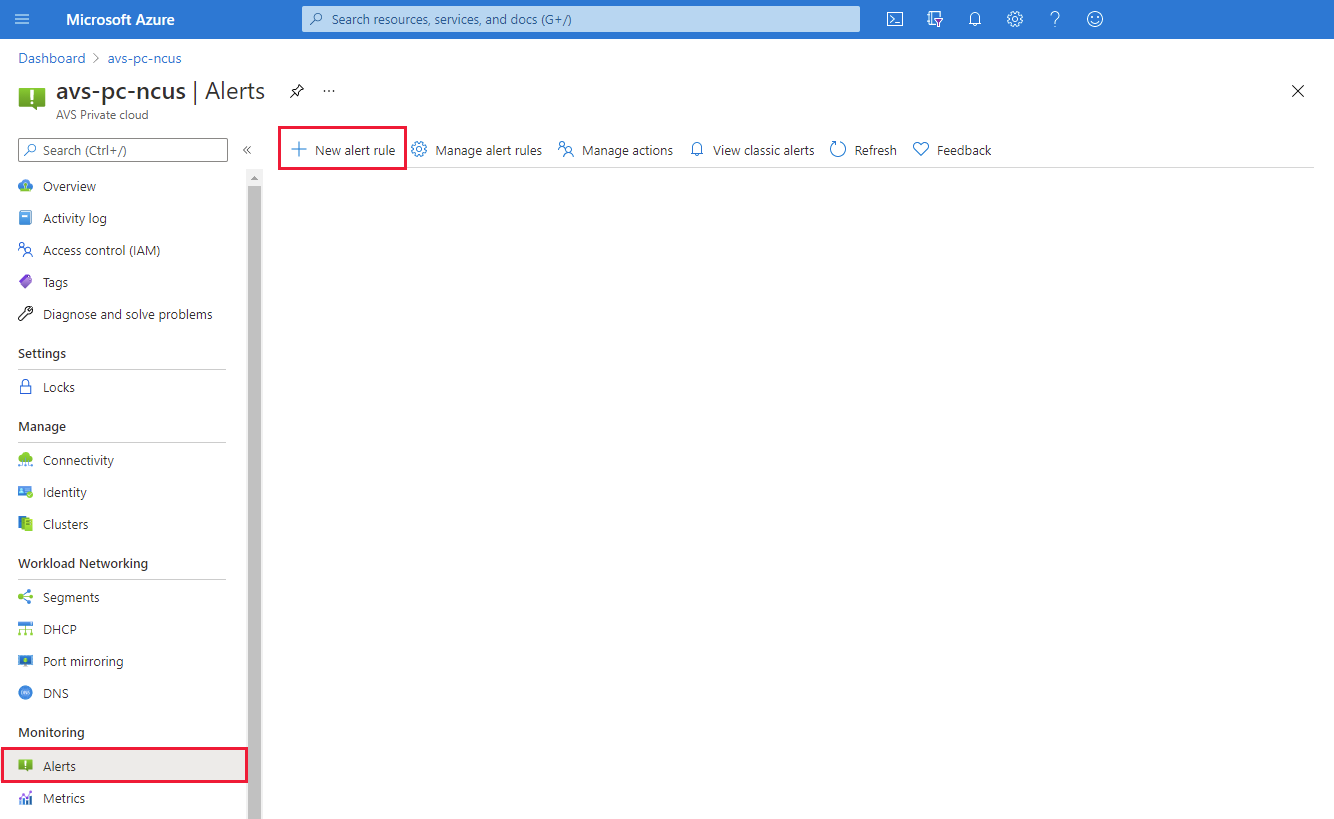 Microsoft Azure
Search resources, services, and docs (G+/)
Dashboard > avs-pc-ncus
avs-pc-ncus | Alerts
AVS Private cloud
Search (Ctrl+/)
New alert rule
Manage alert rules
Manage actions
View classic alerts
Refresh
Feedback
Overview
Activity log
Access control (IAM)
Tags
Diagnose and solve problems
Settings
Locks
Manage
Connectivity
Identity
Clusters
Workload Networking
Segments
DHCP
Port mirroring
DNS
Monitoring
Alerts
Metrics